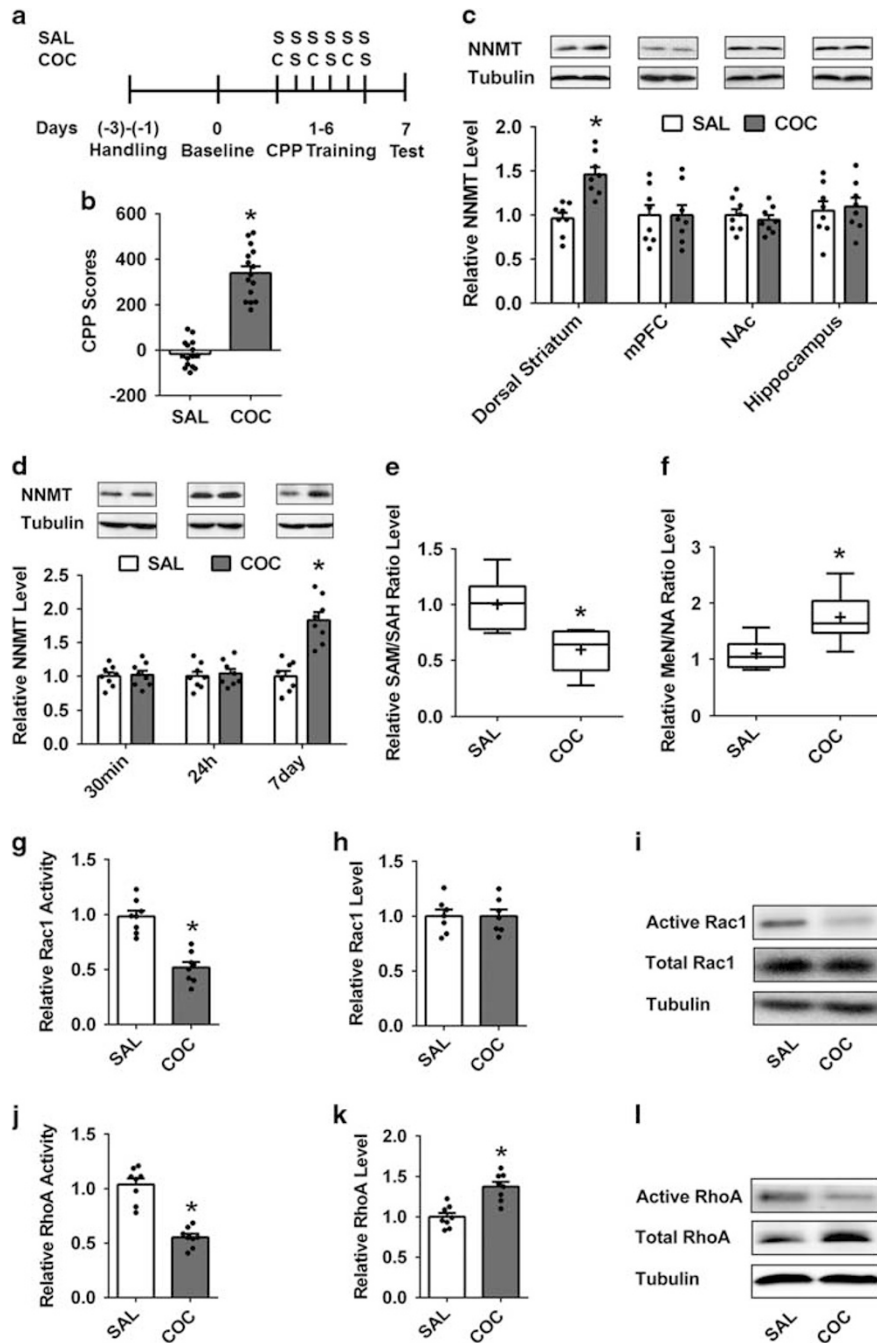 a
SAL S S S S S S
COC C S C S C S
Days (-3)-(-1) 0 1-6 7
Handling Baseline CPP Training Test
b
CPP Scores
600
400
200
0
-200
*
SAL COC
c
NNMT
Tubulin
SAL COC
Relative NNMT Level
2.0
1.5
1.0
0.5
0.0
*
Dorsal Striatum
mPFC
NAc
Hippocampus
d
NNMT
Tubulin
SAL COC
Relative NNMT Level
2.5
2.0
1.5
1.0
0.5
0.0
*
30min
24h
7day
e
Relative SAM/SAH Ratio Level
1.5
1.0
0.5
0.0
*
SAL
COC
f
Relative MeN/NA Ratio Level
3
2
1
0
*
SAL
COC
g
Relative Rac1 Activity
1.5
1.0
0.5
0.0
*
SAL
COC
h
Relative Rac1 Level
1.5
1.0
0.5
0.0
SAL
COC
i
Active Rac1
Total Rac1
Tubulin
SAL
COC
j
Relative RhoA Activity
1.5
1.0
0.5
0.0
*
SAL
COC
k
Relative RhoA Level
2.0
1.5
1.0
0.5
0.0
*
SAL
COC
l
Active RhoA
Total RhoA
Tubulin
SAL
COC